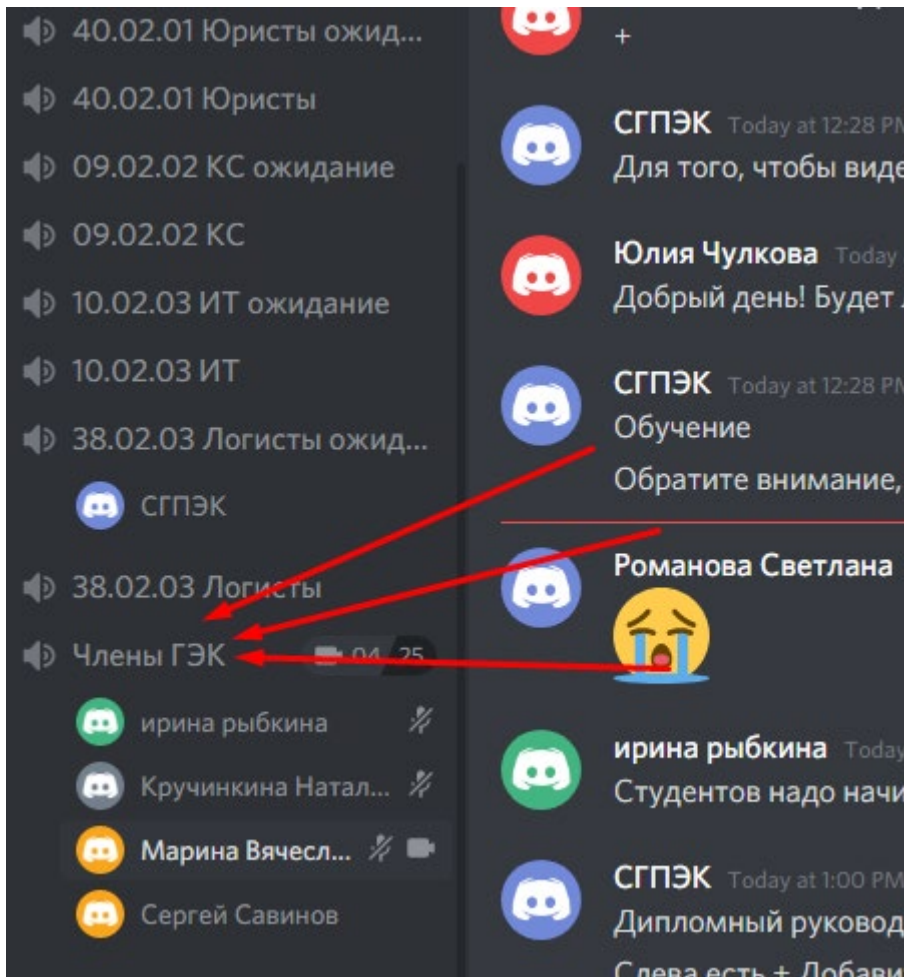 40.02.01 Юристы ожид...
40.02.01 Юристы
09.02.02 КС ожидание
09.02.02 КС
10.02.03 ИТ ожидание
10.02.03 ИТ
38.02.03 Логисты ожид...
СГПЭК
38.02.03 Логисты
Члены ГЭК 04 25
ирина рыбкина
Кручинкина Натал...
Марина Вячесл...
Сергей Савинов
+
СГПЭК Today at 12:28 PM
Для того, чтобы виде
Юлия Чулкова Today
Добрый день! Будет
СГПЭК Today at 12:28 PM
Обучение
Обратите внимание,
Романова Светлана
ирина рыбкина Today
Студентов надо начи
СГПЭК Today at 1:00 PM
Дипломный руковод
Слева есть + Добави